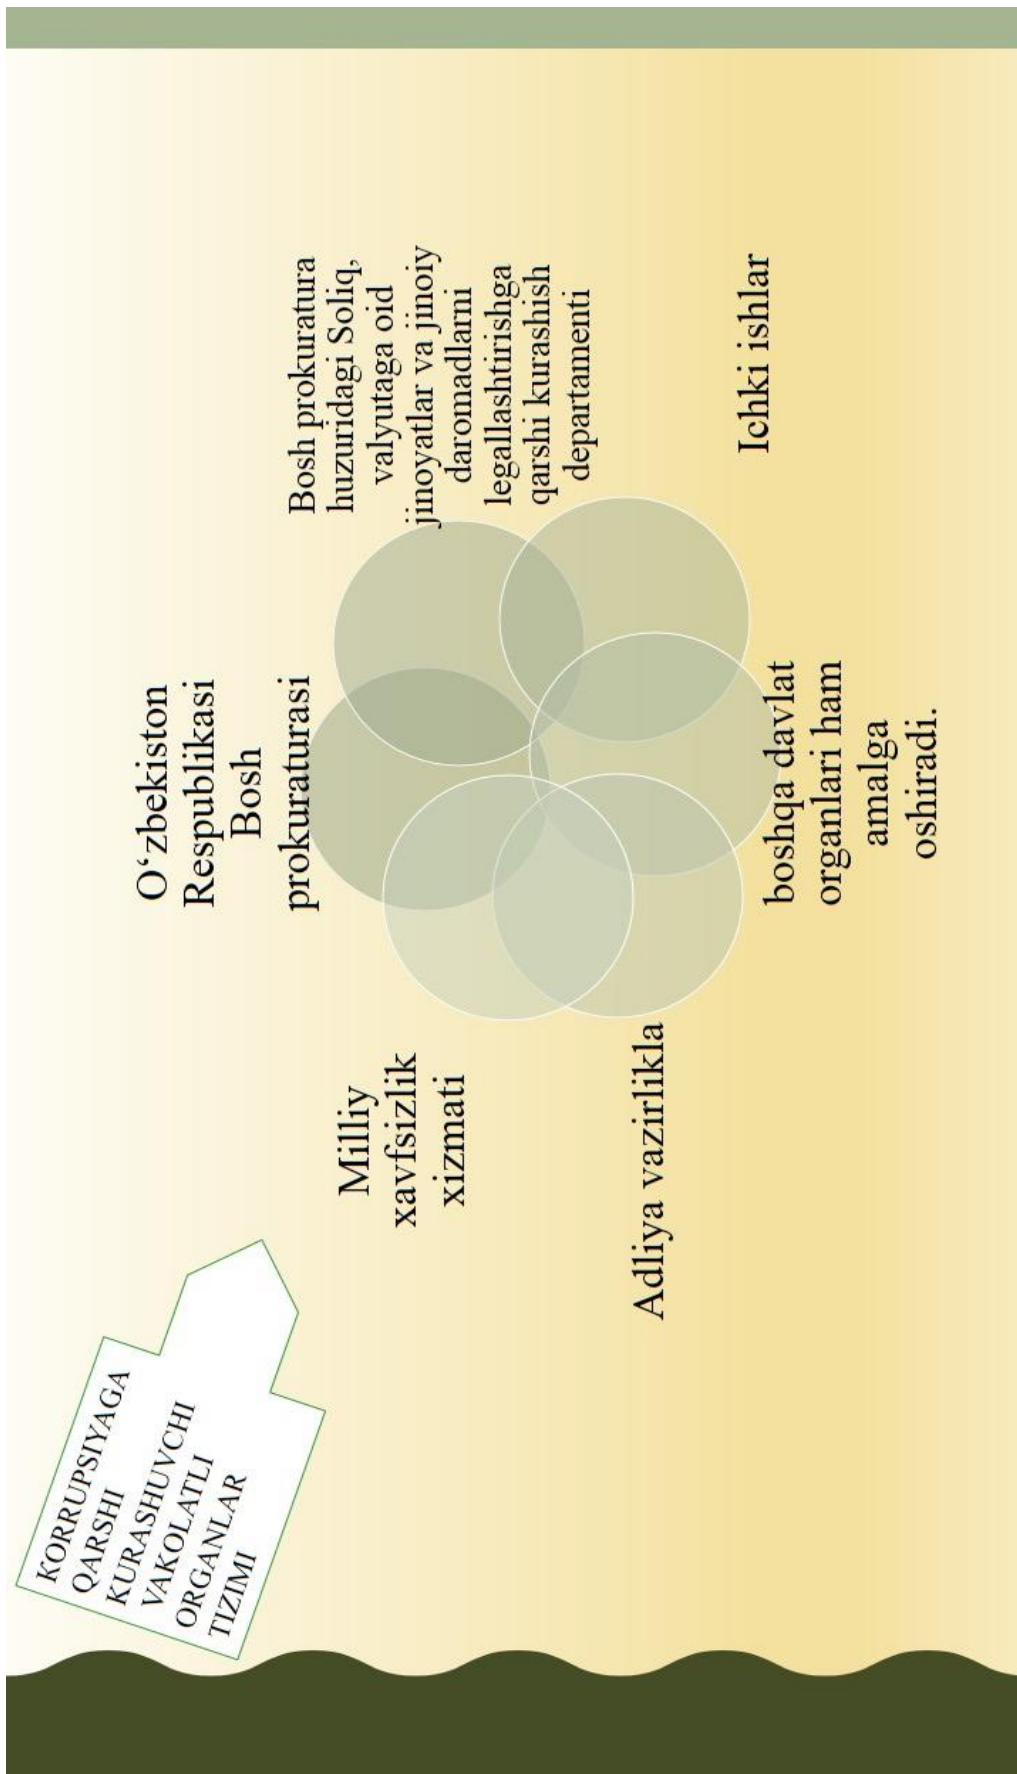 KORRUPSIYAGA
QARSHI
KURASHUVCHI
VAKOLATLI
ORGANLAR
TIZIMI
O‘zbekiston
Respublikasi
Bosh
prokuraturasi
Bosh prokuratura
huzuridagi Soliq,
valyutaga oid
jinoyatlar va jinoiy
daromadlarni
legallashtirishga
qarshi kurashish
departamenti
Ichki ishlar
boshqa davlat
organlari ham
amalga
oshiradi.
Adliya vazirlikla
Milliy
xavfsizlik
xizmati